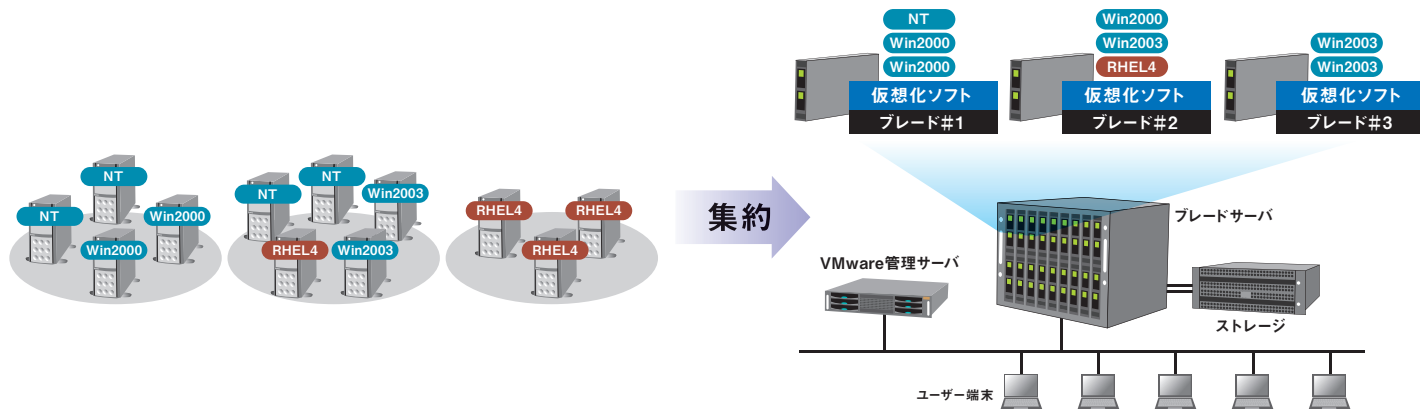 NT
NT
Win2000
Win2000
NT
NT
Win2003
RHEL4
Win2003
RHEL4
RHEL4
RHEL4
集約
NT
Win2000
Win2000
仮想化ソフト
ブレード#1
Win2000
Win2003
RHEL4
仮想化ソフト
ブレード#2
Win2003
Win2003
仮想化ソフト
ブレード#3
ブレードサーバ
VMware管理サーバ
ストレージ
ユーザー端末